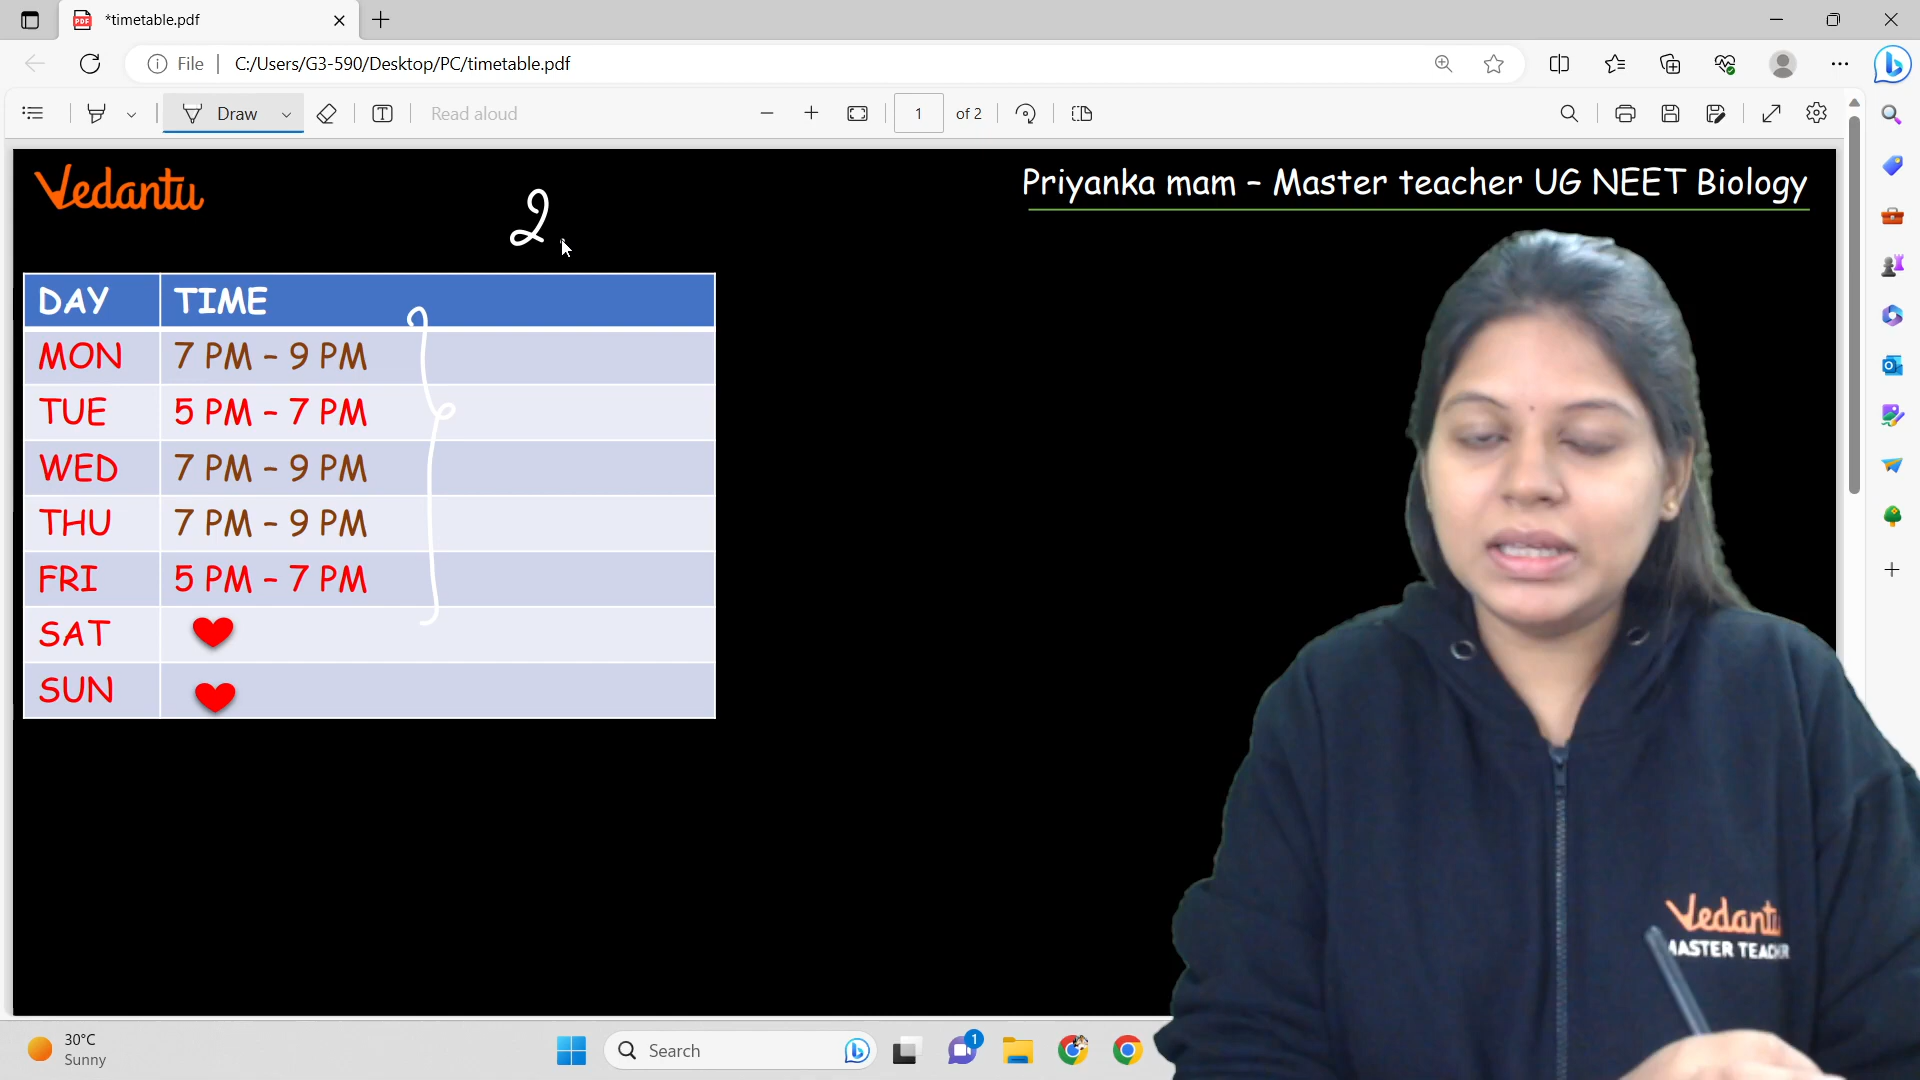 *timetable.pdf
File
C:/Users/G3-590/Desktop/PC/timetable.pdf
Draw
Read aloud
1 of 2
Vedantu
2
Priyanka mam – Master teacher UG NEET Biology
DAY TIME
MON 7 PM – 9 PM
TUE 5 PM – 7 PM
WED 7 PM – 9 PM
THU 7 PM – 9 PM
FRI 5 PM – 7 PM
SAT
SUN
Vedantu
MASTER TEACHER
30°C
Sunny
Search
1